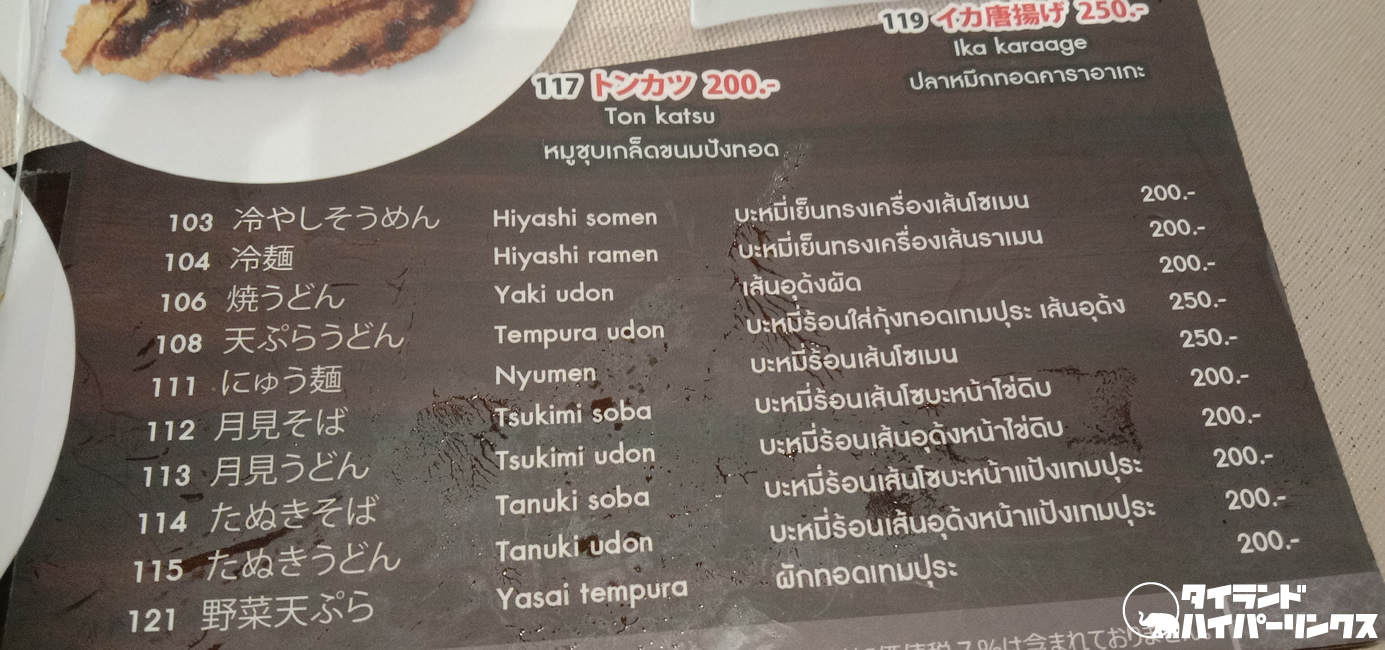 119 イカ唐揚げ 250.-
Ika karaage
ปลาหมึกทอดคาราอาเกะ
117 トンカツ 200.-
Ton katsu
หมูชุบเกล็ดขนมปังทอด
103 冷やしそうめん Hiyashi somen บะหมี่เย็นทรงเครื่องเส้นโซเมน 200.-
104 冷麺 Hiyashi ramen บะหมี่เย็นทรงเครื่องเส้นราเมน 200.-
106 焼うどん Yaki udon เส้นอุด้งผัด 200.-
108 天ぷらうどん Tempura udon บะหมี่ร้อนใส่กุ้งทอดเทมปุระ เส้นอุด้ง 250.-
111 にゅう麺 Nyumen บะหมี่ร้อนเส้นโซเมน 250.-
112 月見そば Tsukimi soba บะหมี่ร้อนเส้นโซบะหน้าไข่ดิบ 200.-
113 月見うどん Tsukimi udon บะหมี่ร้อนเส้นอุด้งหน้าไข่ดิบ 200.-
114 たぬきそば Tanuki soba บะหมี่ร้อนเส้นโซบะหน้าแป้งเทมปุระ 200.-
115 たぬきうどん Tanuki udon บะหมี่ร้อนเส้นอุด้งหน้าแป้งเทมปุระ 200.-
121 野菜天ぷら Yasai tempura ผักทอดเทมปุระ 200.-
7％は含まれておりません
タイランド
ハイパーリンクス